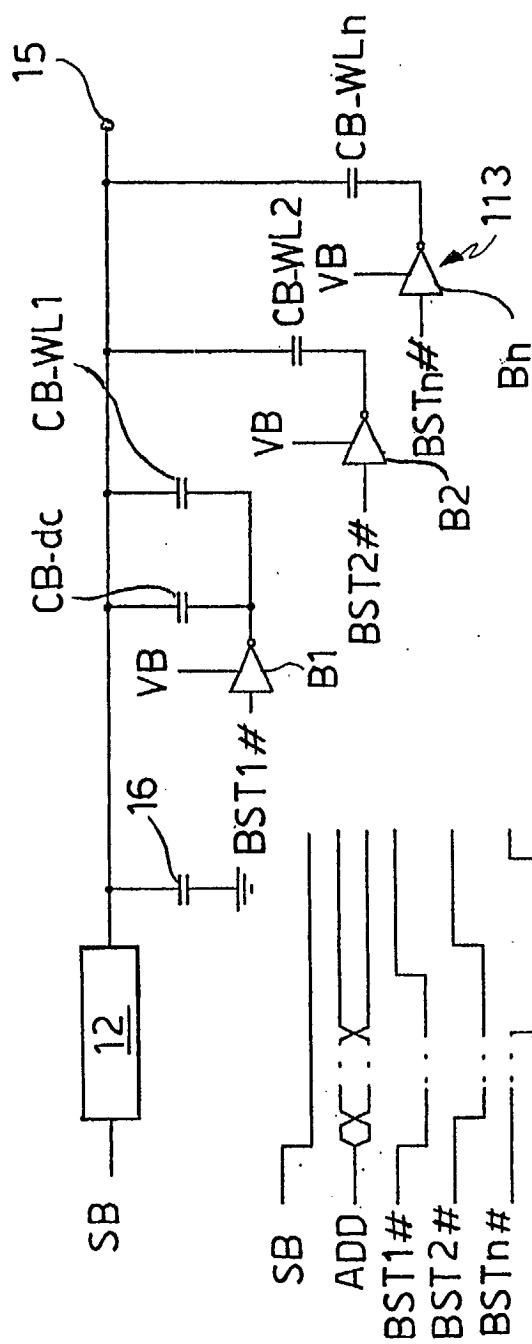 15
CB-WL1
CB-dc
CB-WL2
CB-WLn
16
12
SB
VB
VB
VB
113
BST1#
B1
BST2#
B2
BSTn#
Bn
SB
ADD
BST1#
BST2#
BSTn#